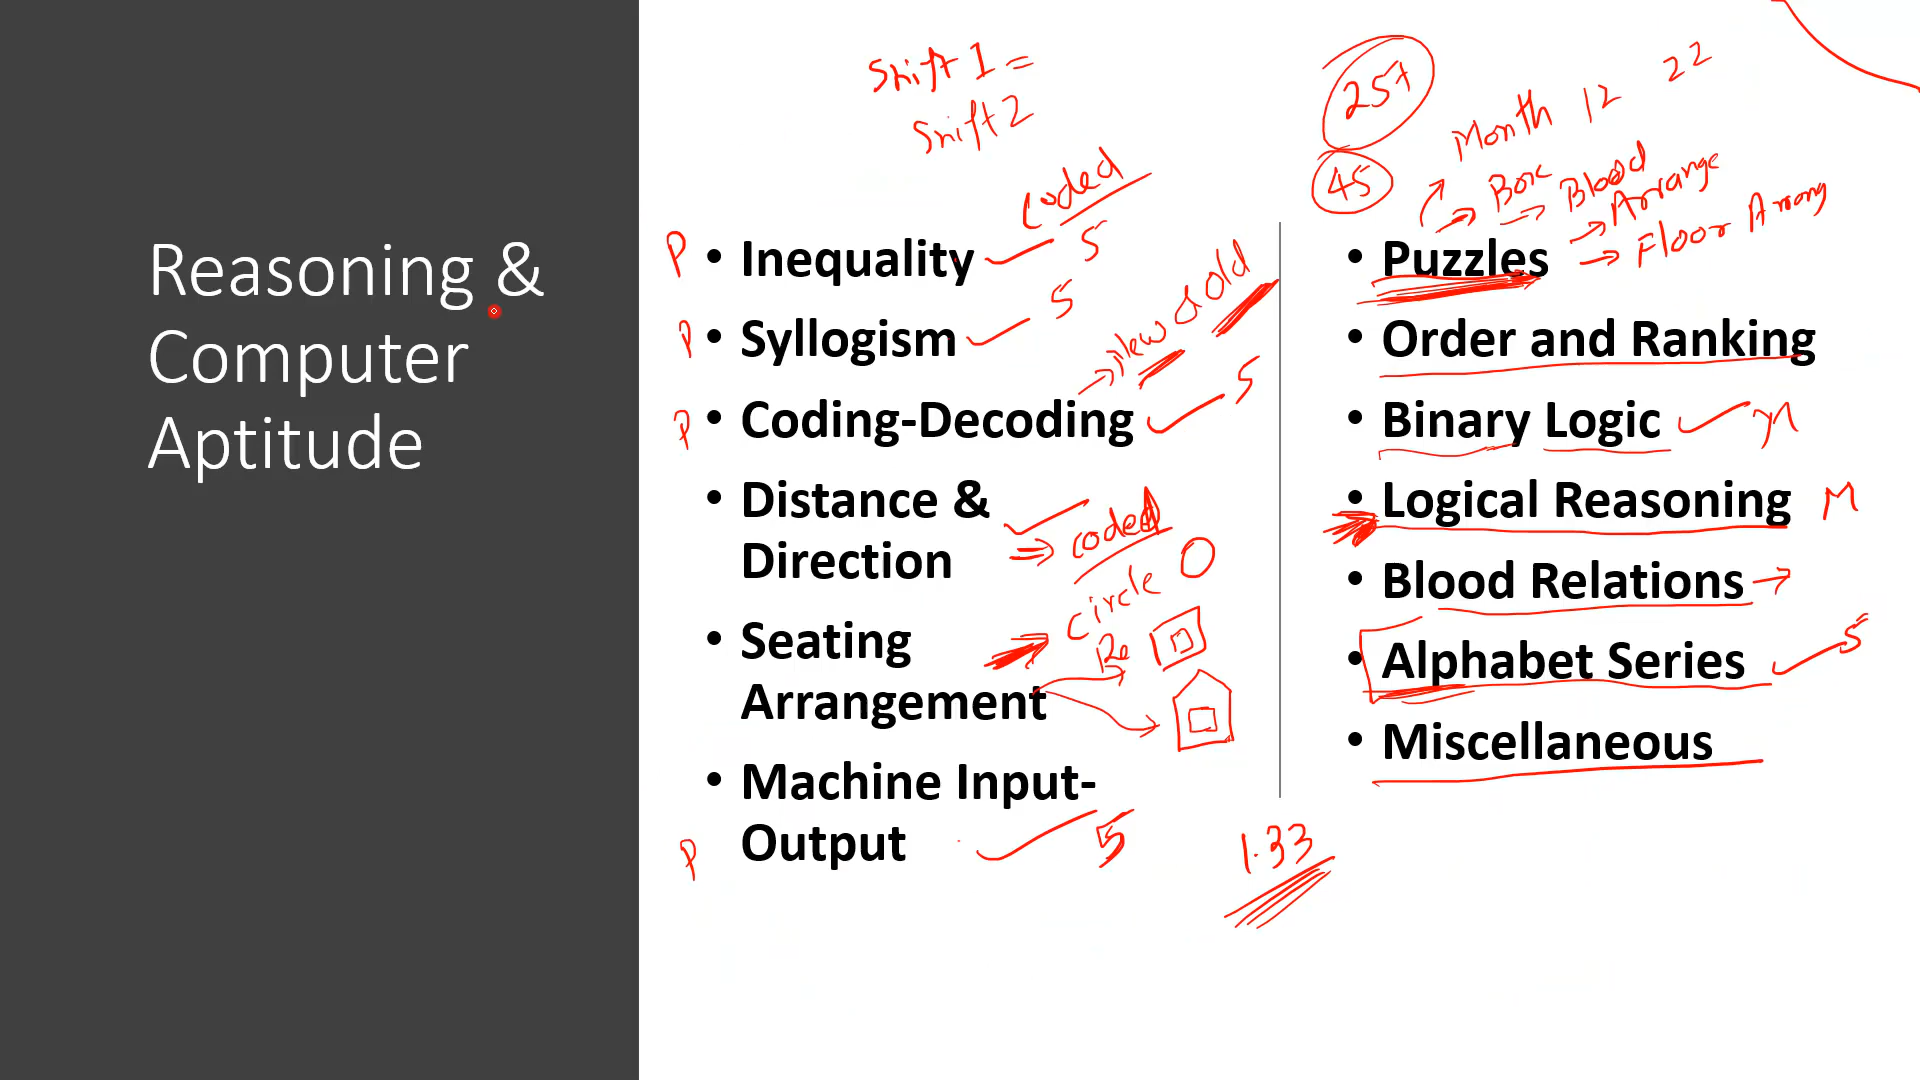 Reasoning &
Computer
Aptitude
Shift 1 =
Shift 2
coded
P • Inequality 5
P • Syllogism 5
→ New & old
P • Coding-Decoding 5
• Distance &
Direction
⇒ coded
circle
• Seating
Arrangement
Re
• Machine Input-
P Output 5
1.33
45
Month 12 22
→ Box → Blood
→ Arrange
→ Floor
• Puzzles
• Order and Ranking
• Binary Logic M
• Logical Reasoning M
• Blood Relations →
• Alphabet Series 5
• Miscellaneous